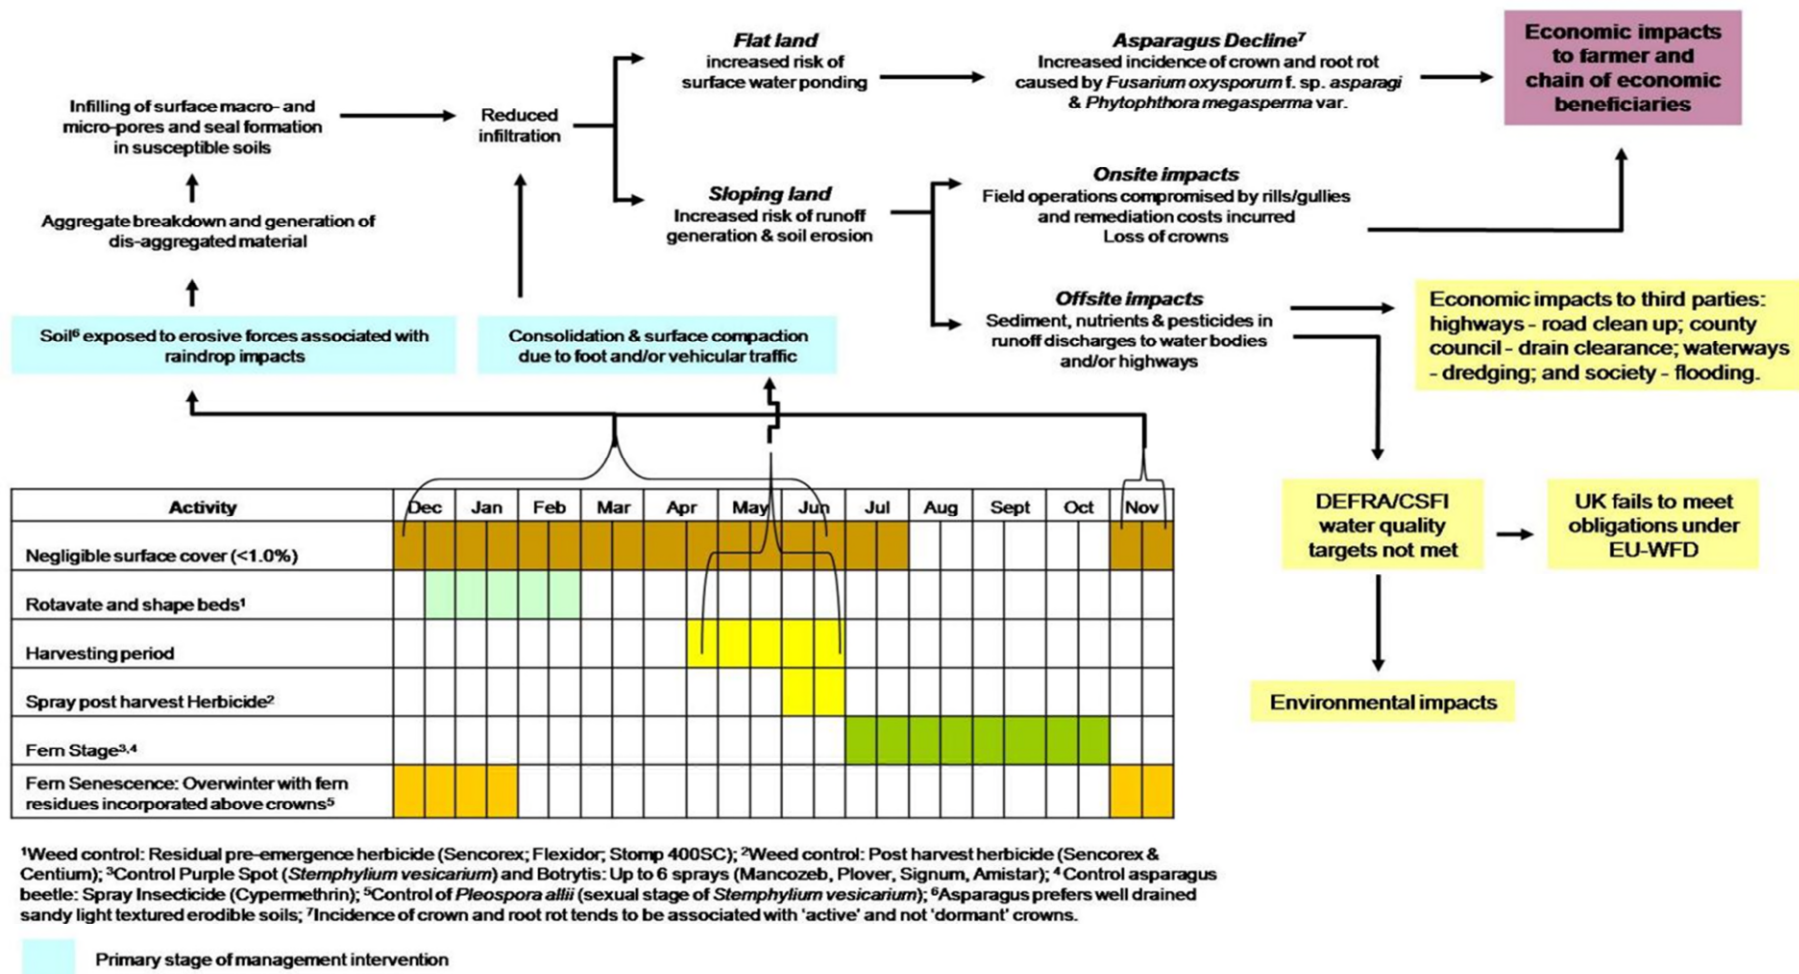 Flat land
increased risk of
surface water ponding
Asparagus Decline⁷
Increased incidence of crown and root rot
caused by Fusarium oxysporum f. sp. asparagi
& Phytophthora megasperma var.
Economic impacts
to farmer and
chain of economic
beneficiaries
Infilling of surface macro- and
micro-pores and seal formation
in susceptible soils
Reduced
infiltration
Aggregate breakdown and generation of
dis-aggregated material
Sloping land
Increased risk of runoff
generation & soil erosion
Onsite impacts
Field operations compromised by rills/gullies
and remediation costs incurred
Loss of crowns
Soil⁶ exposed to erosive forces associated with
raindrop impacts
Consolidation & surface compaction
due to foot and/or vehicular traffic
Offsite impacts
Sediment, nutrients & pesticides in
runoff discharges to water bodies
and/or highways
Economic impacts to third parties:
highways - road clean up; county
council - drain clearance; waterways
- dredging; and society - flooding.
DEFRA/CSFI
water quality
targets not met
UK fails to meet
obligations under
EU-WFD
Environmental impacts
Activity Dec Jan Feb Mar Apr May Jun Jul Aug Sept Oct Nov
Negligible surface cover (<1.0%)
Rotavate and shape beds¹
Harvesting period
Spray post harvest Herbicide²
Fern Stage³,⁴
Fern Senescence: Overwinter with fern
residues incorporated above crowns⁵
¹Weed control: Residual pre-emergence herbicide (Sencorex; Flexidor; Stomp 400SC); ²Weed control: Post harvest herbicide (Sencorex &
Centium); ³Control Purple Spot (Stemphylium vesicarium) and Botrytis: Up to 6 sprays (Mancozeb, Plover, Signum, Amistar); ⁴Control asparagus
beetle: Spray Insecticide (Cypermethrin); ⁵Control of Pleospora allii (sexual stage of Stemphylium vesicarium); ⁶Asparagus prefers well drained
sandy light textured erodible soils; ⁷Incidence of crown and root rot tends to be associated with 'active' and not 'dormant' crowns.
Primary stage of management intervention